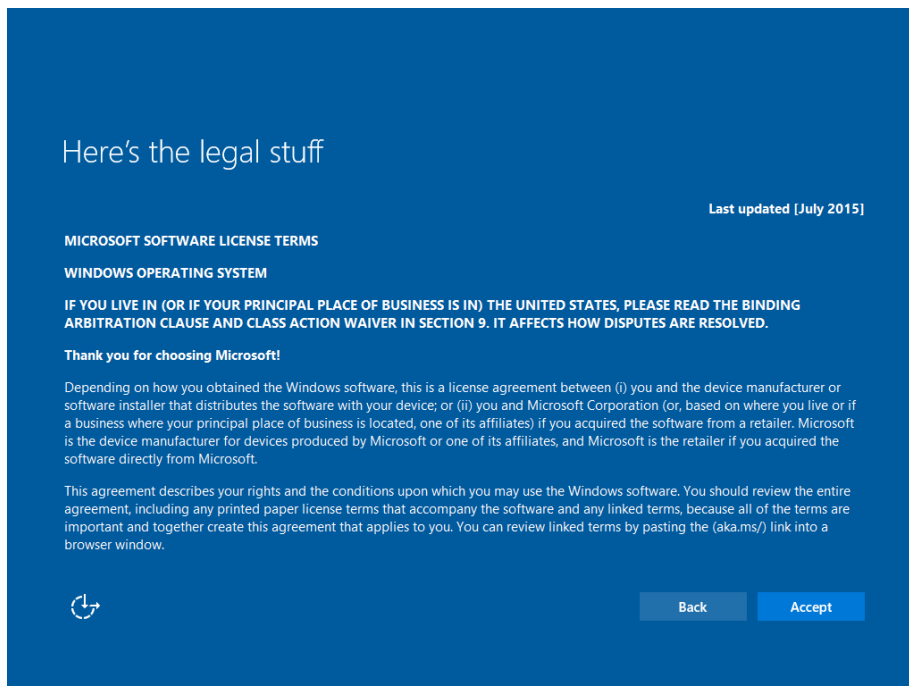 Here's the legal stuff
Last updated [July 2015]
MICROSOFT SOFTWARE LICENSE TERMS
WINDOWS OPERATING SYSTEM
IF YOU LIVE IN (OR IF YOUR PRINCIPAL PLACE OF BUSINESS IS IN) THE UNITED STATES, PLEASE READ THE BINDING
ARBITRATION CLAUSE AND CLASS ACTION WAIVER IN SECTION 9. IT AFFECTS HOW DISPUTES ARE RESOLVED.
Thank you for choosing Microsoft!
Depending on how you obtained the Windows software, this is a license agreement between (i) you and the device manufacturer or
software installer that distributes the software with your device; or (ii) you and Microsoft Corporation (or, based on where you live or if
a business where your principal place of business is located, one of its affiliates) if you acquired the software from a retailer. Microsoft
is the device manufacturer for devices produced by Microsoft or one of its affiliates, and Microsoft is the retailer if you acquired the
software directly from Microsoft.
This agreement describes your rights and the conditions upon which you may use the Windows software. You should review the entire
agreement, including any printed paper license terms that accompany the software and any linked terms, because all of the terms are
important and together create this agreement that applies to you. You can review linked terms by pasting the (aka.ms/) link into a
browser window.
Back
Accept